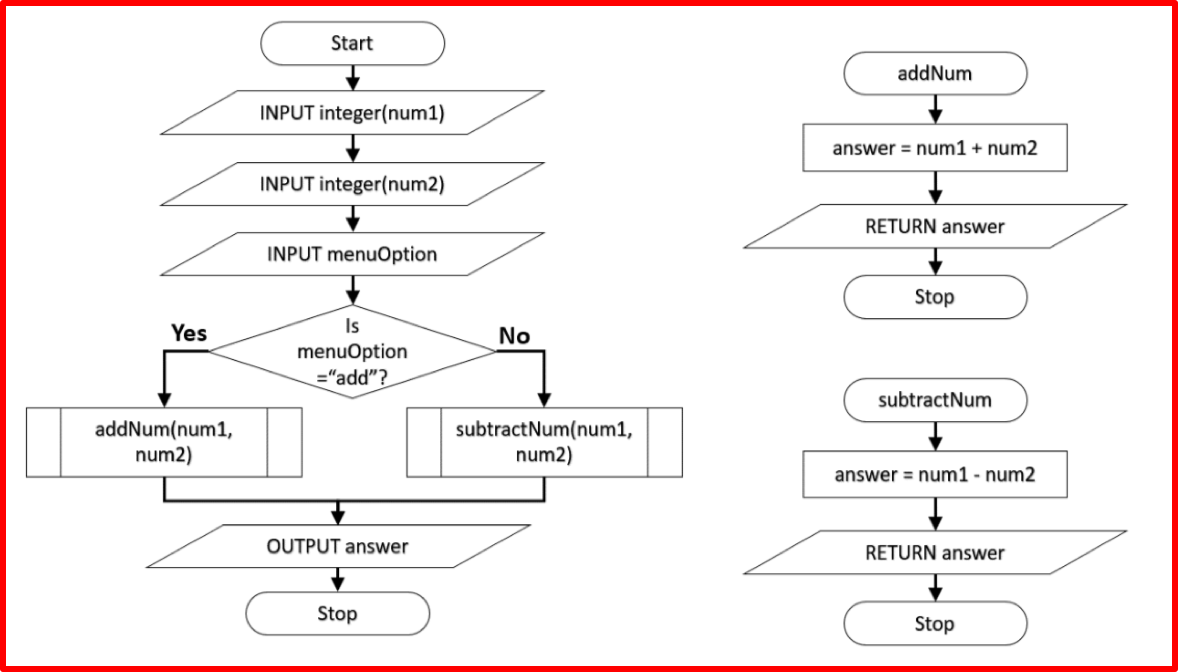 Start
INPUT integer(num1)
INPUT integer(num2)
INPUT menuOption
Is
menuOption
=“add”?
Yes
No
addNum(num1,
num2)
subtractNum(num1,
num2)
OUTPUT answer
Stop
addNum
answer = num1 + num2
RETURN answer
Stop
subtractNum
answer = num1 - num2
RETURN answer
Stop